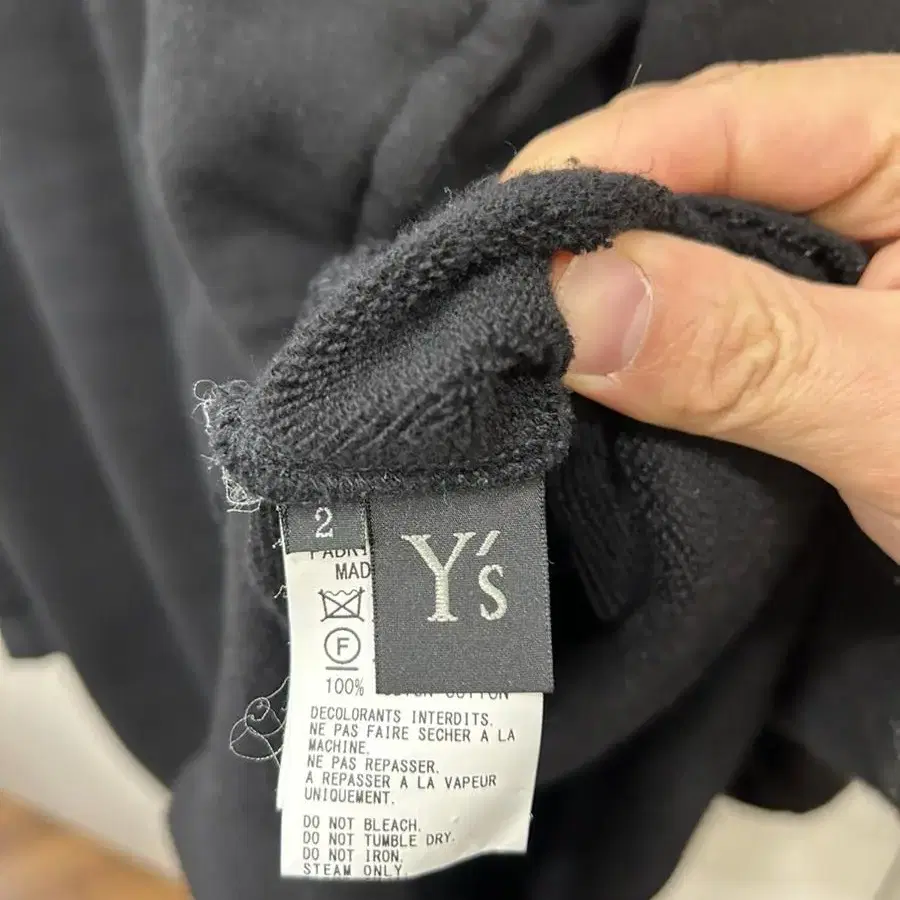 2
Y's
MAD
F
100%
COTTON
DECOLORANTS INTERDITS.
NE PAS FAIRE SECHER A LA
MACHINE.
NE PAS REPASSER.
A REPASSER A LA VAPEUR
UNIQUEMENT.
DO NOT BLEACH.
DO NOT TUMBLE DRY.
DO NOT IRON.
STEAM ONLY.